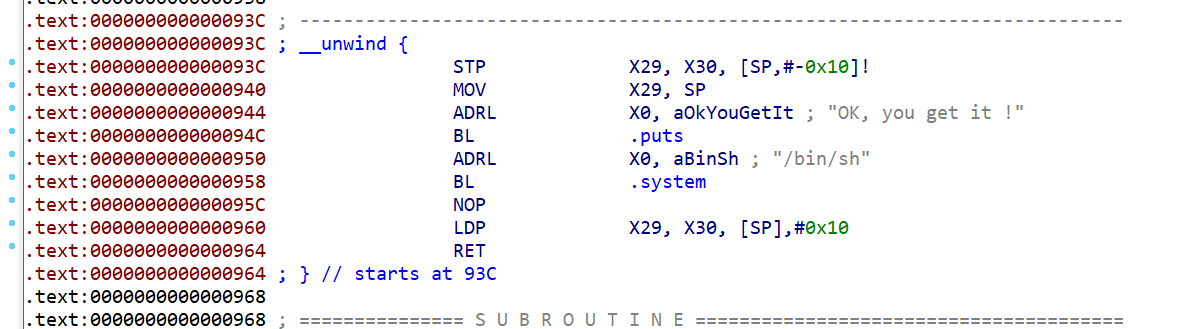 .text:000000000000093C ; ---------------------------------------------------------------------------
.text:000000000000093C ; __unwind {
.text:000000000000093C                 STP             X29, X30, [SP,#-0x10]!
.text:0000000000000940                 MOV             X29, SP
.text:0000000000000944                 ADRL            X0, aOkYouGetIt ; "OK, you get it !"
.text:000000000000094C                 BL              .puts
.text:0000000000000950                 ADRL            X0, aBinSh ; "/bin/sh"
.text:0000000000000958                 BL              .system
.text:000000000000095C                 NOP
.text:0000000000000960                 LDP             X29, X30, [SP],#0x10
.text:0000000000000964                 RET
.text:0000000000000964 ; } // starts at 93C
.text:0000000000000968
.text:0000000000000968 ; =============== S U B R O U T I N E =======================================